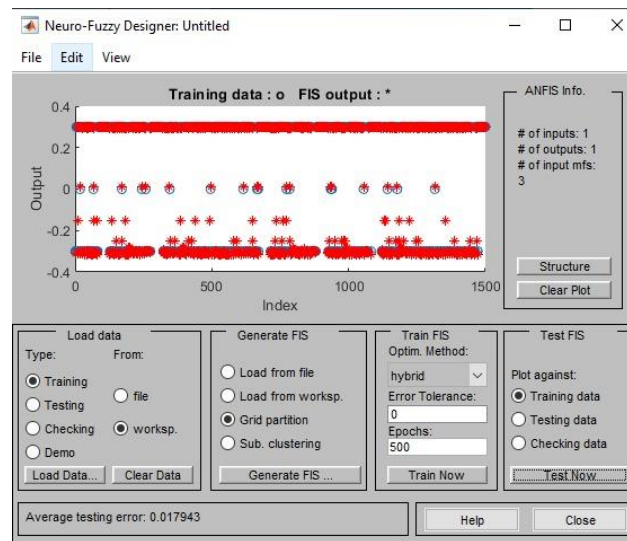 Neuro-Fuzzy Designer: Untitled
File Edit View
Training data : o FIS output : *
0.4
0.2
0
-0.2
-0.4
Output
0 500 1000 1500
Index
ANFIS Info.
# of inputs: 1
# of outputs: 1
# of input mfs:
3
Structure
Clear Plot
Load data
Type: From:
Training
Testing
Checking
Demo
file
worksp.
Load Data... Clear Data
Generate FIS
Load from file
Load from worksp.
Grid partition
Sub. clustering
Generate FIS ...
Train FIS
Optim. Method:
hybrid
Error Tolerance:
0
Epochs:
500
Train Now
Test FIS
Plot against:
Training data
Testing data
Checking data
Test Now
Average testing error: 0.017943
Help
Close